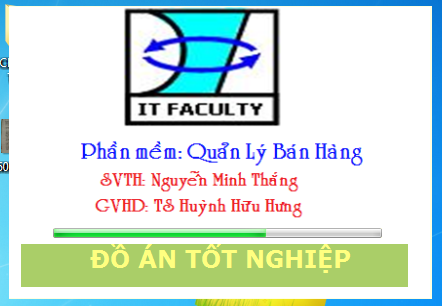 IT FACULTY
Phần mềm: Quẩn Lý Bán Hàng
SVTH: Nguyễn Minh Thắng
GVHD: TS Huỳnh Hữu Hưng
ĐỒ ÁN TỐT NGHIỆP